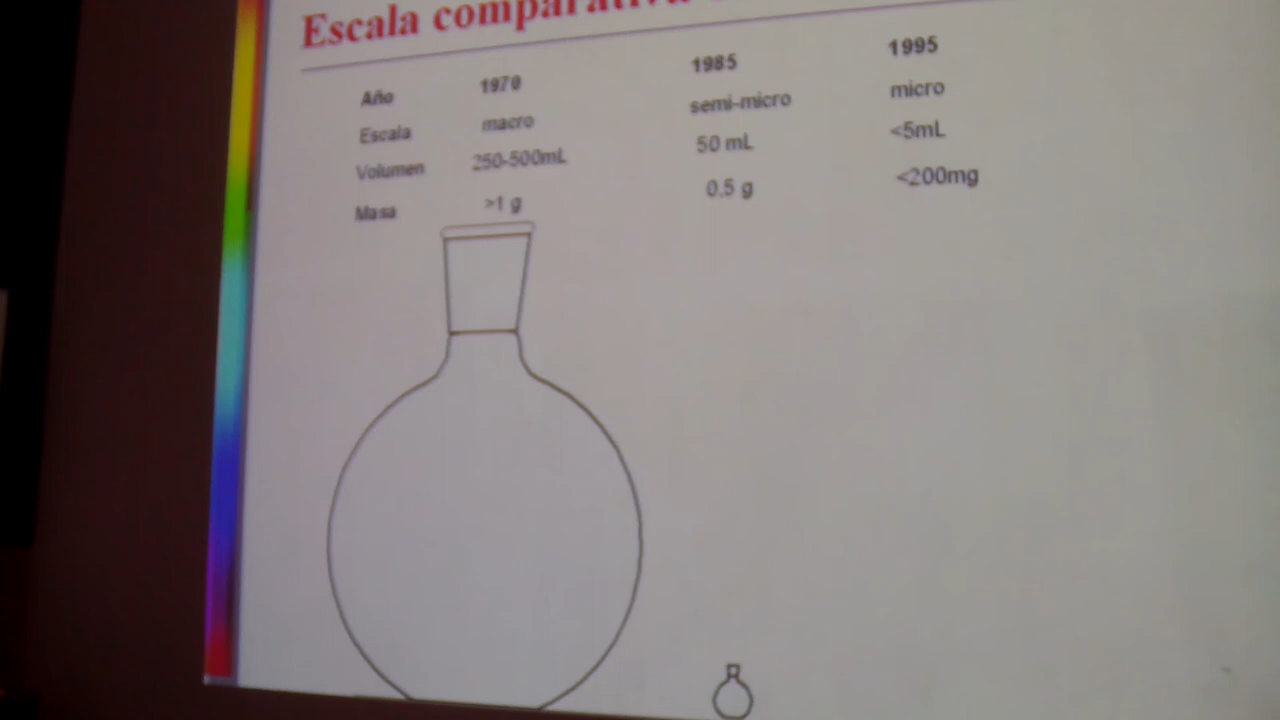 Escala comparativa
Año 1970 1985 1995
Escala macro semi-micro micro
Volumen 250-500mL 50 mL <5mL
Masa >1 g 0.5 g <200mg